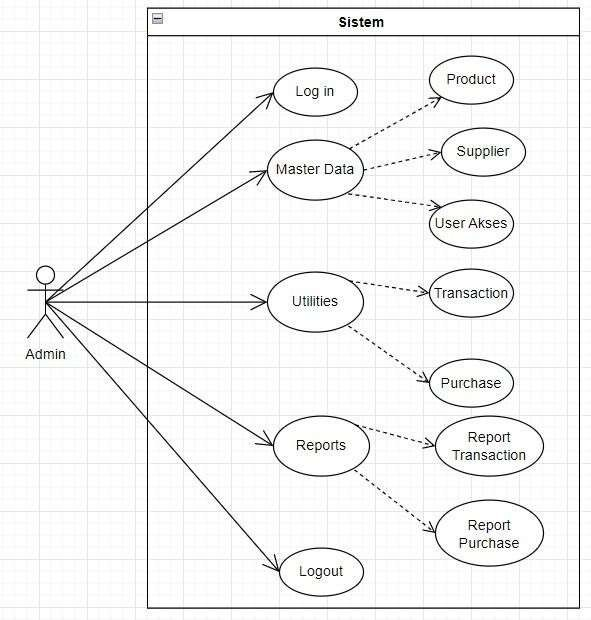 Sistem
Log in
Product
Master Data
Supplier
User Akses
Admin
Utilities
Transaction
Purchase
Reports
Report
Transaction
Report
Purchase
Logout